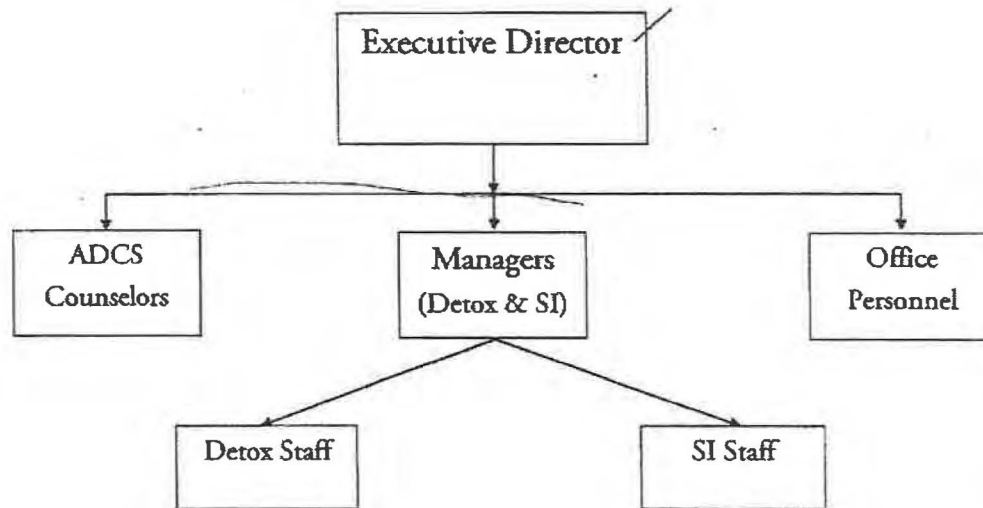 Executive Director
ADCS
Counselors
Managers
(Detox & SI)
Office
Personnel
Detox Staff
SI Staff